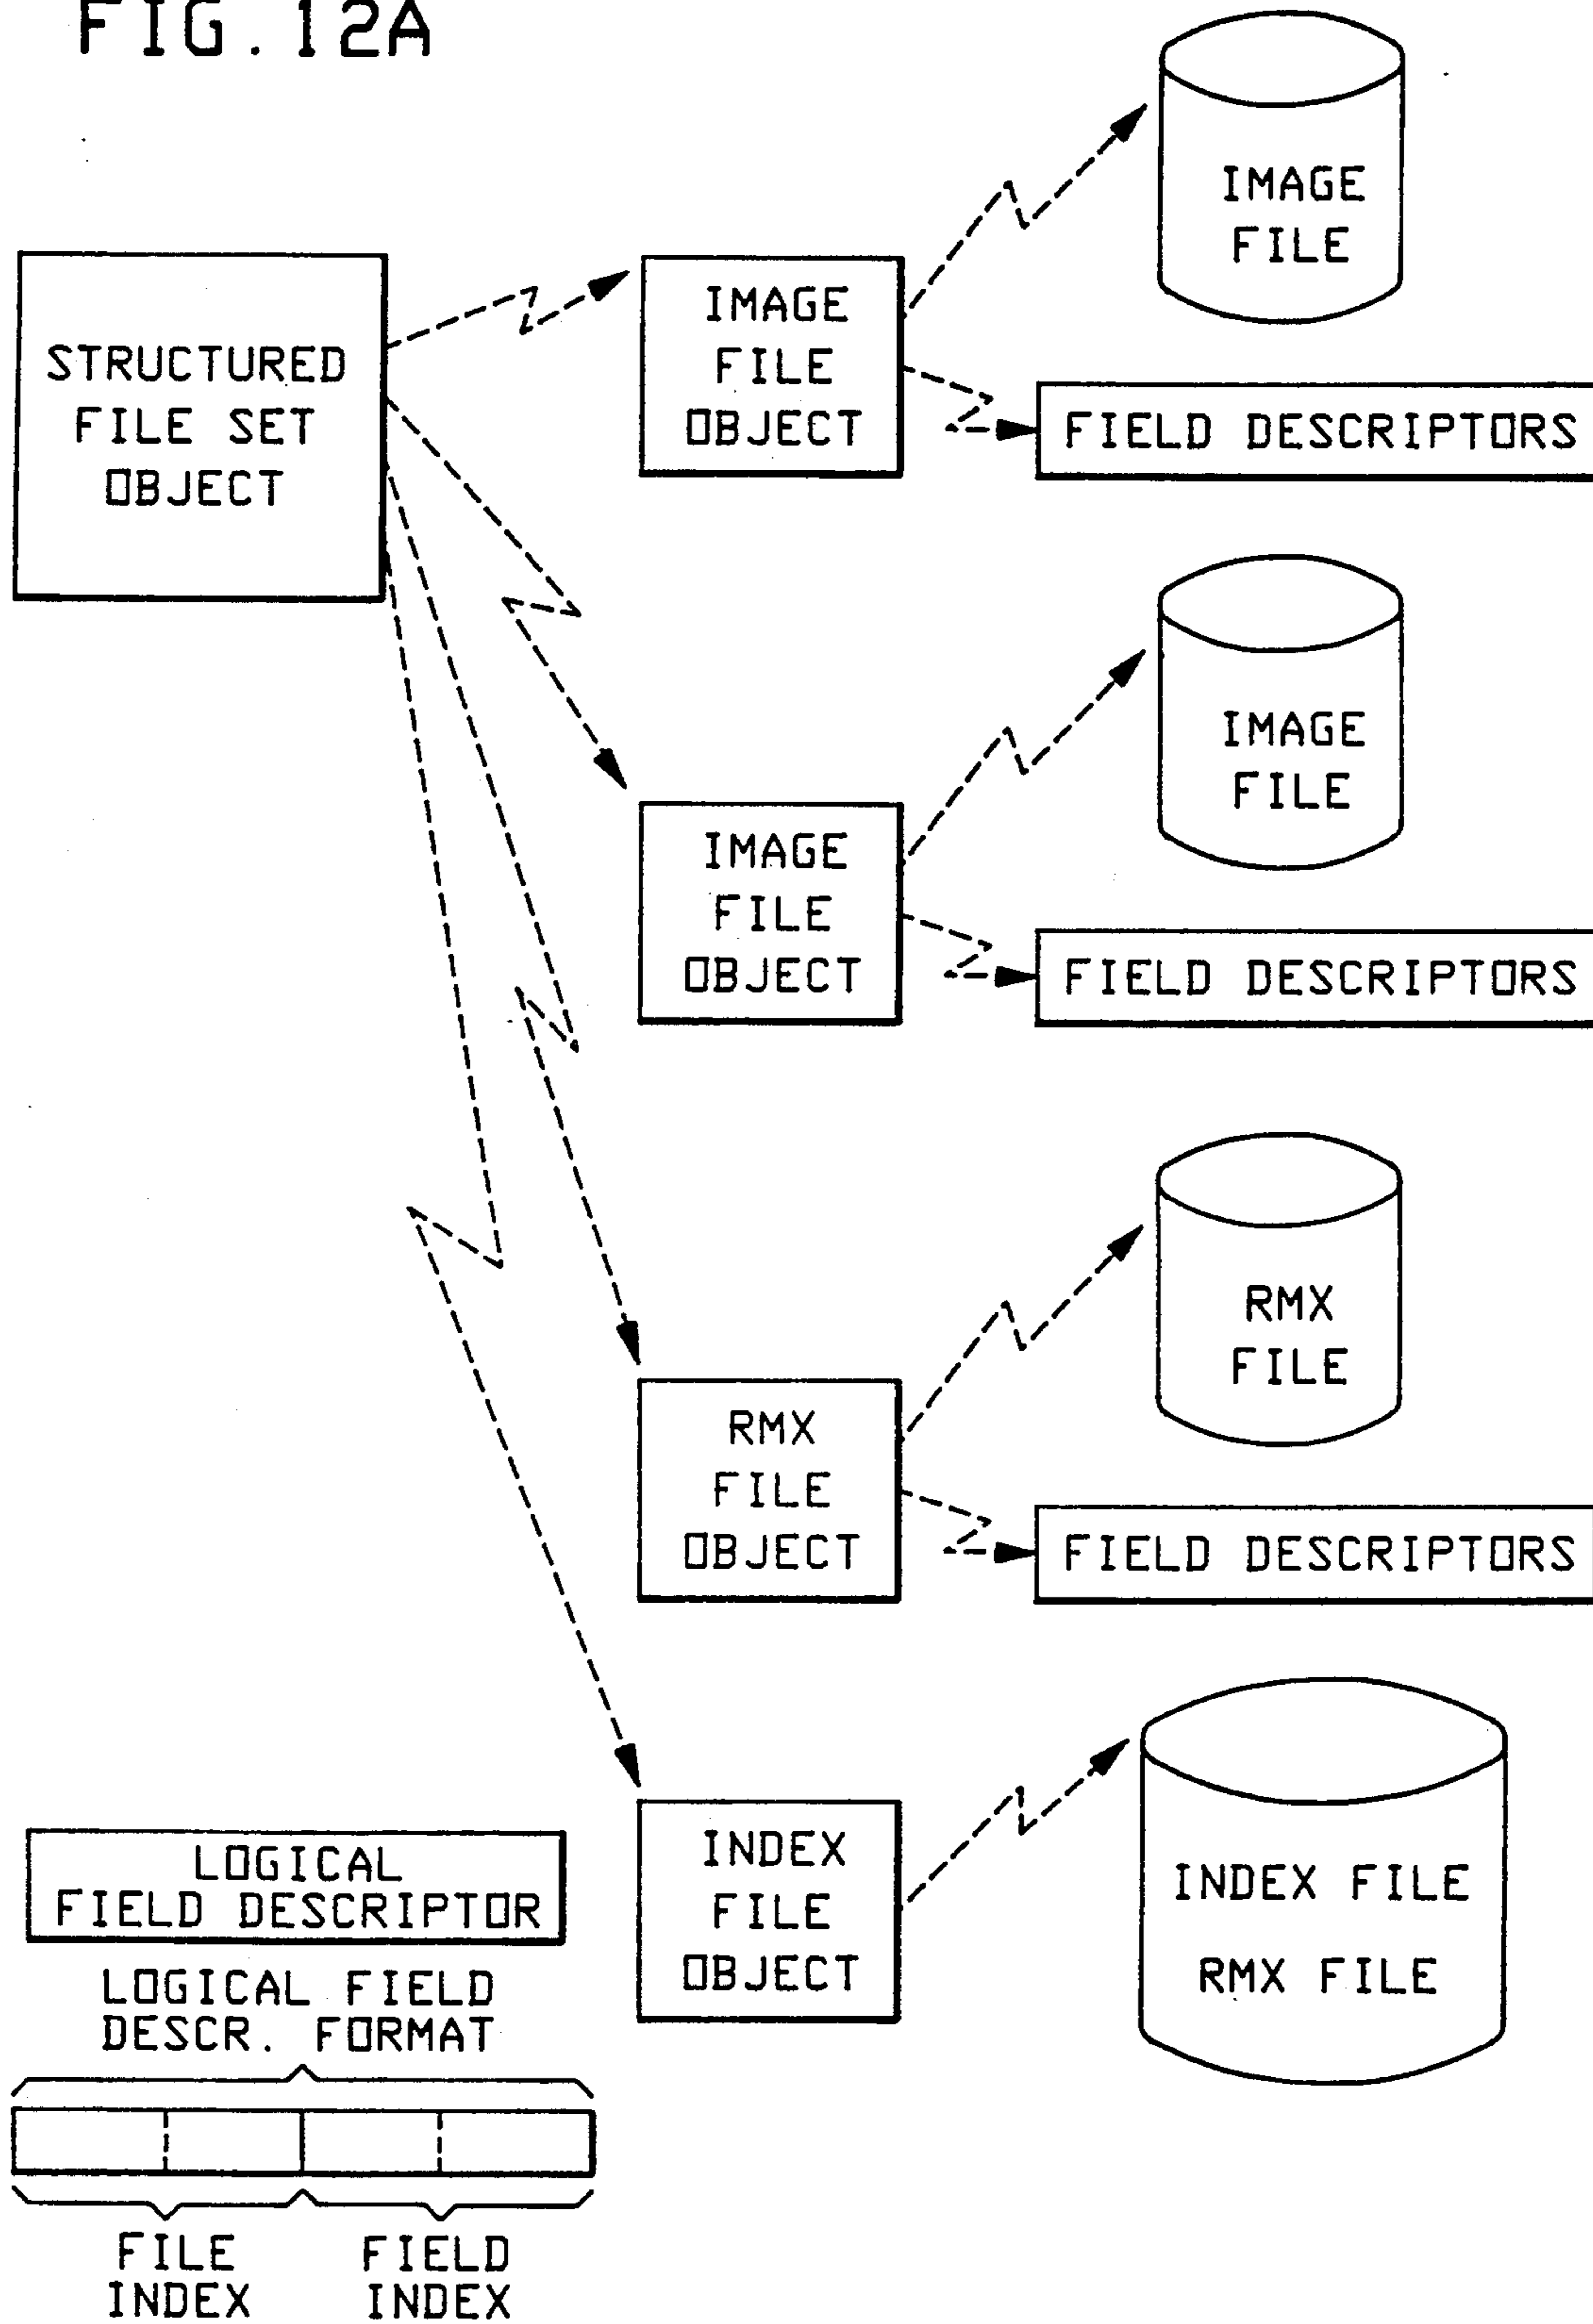 FIG. 12A
IMAGE
FILE
STRUCTURED
FILE SET
OBJECT
IMAGE
FILE
OBJECT
FIELD DESCRIPTORS
IMAGE
FILE
IMAGE
FILE
OBJECT
FIELD DESCRIPTORS
RMX
FILE
RMX
FILE
OBJECT
FIELD DESCRIPTORS
INDEX
FILE
OBJECT
INDEX FILE
RMX FILE
LOGICAL
FIELD DESCRIPTOR
LOGICAL FIELD
DESCR. FORMAT
FILE
INDEX
FIELD
INDEX